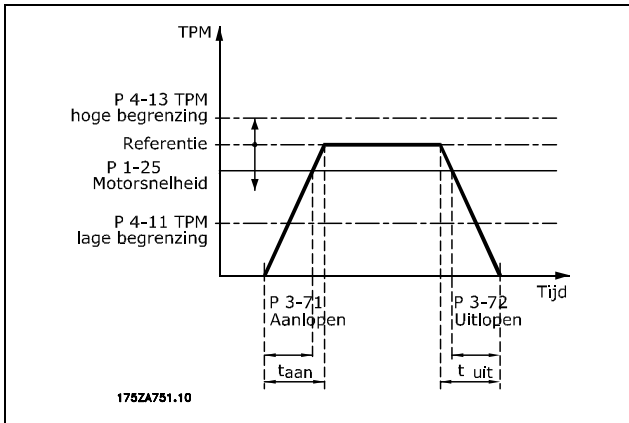 TPM
P 4-13 TPM
hoge begrenzing
Referentie
P 1-25
Motorsnelheid
P 4-11 TPM
lage begrenzing
Tijd
P 3-71
Aanlopen
P 3-72
Uitlopen
taan
t uit
175ZA751.10